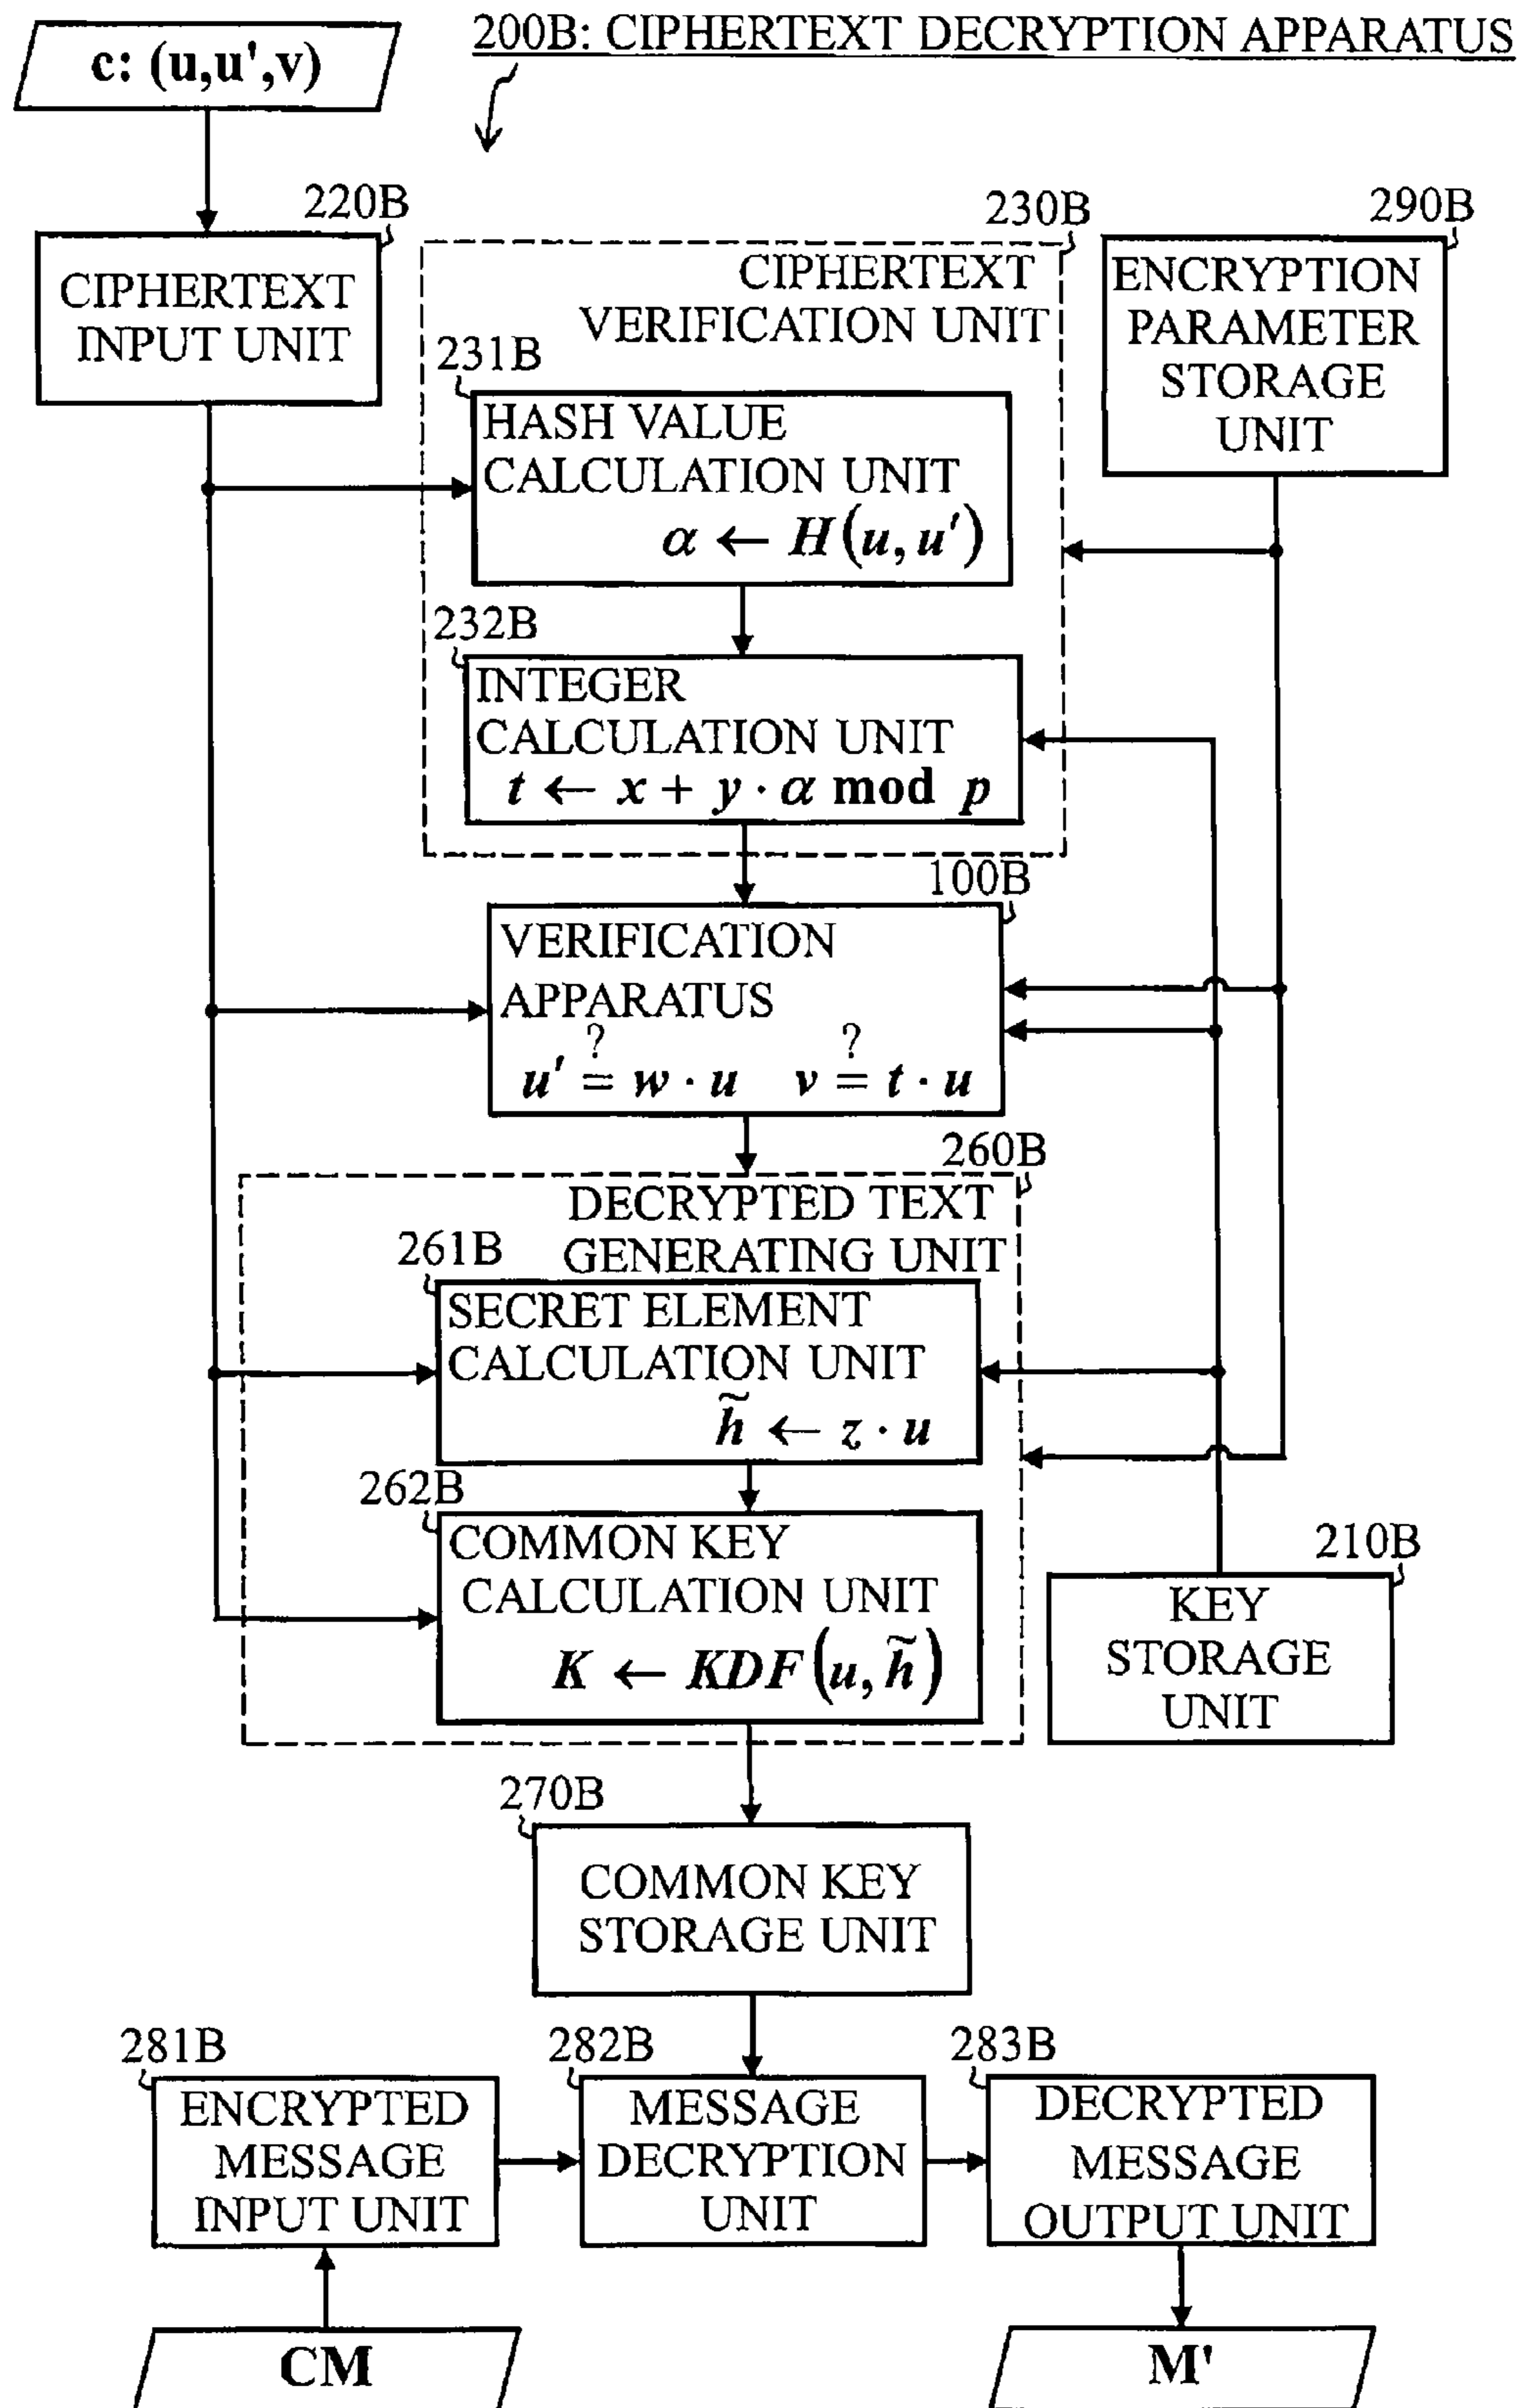 200B: CIPHERTEXT DECRYPTION APPARATUS
c: (u,u',v)
220B
CIPHERTEXT
INPUT UNIT
230B
CIPHERTEXT
VERIFICATION UNIT
290B
ENCRYPTION
PARAMETER
STORAGE
UNIT
231B
HASH VALUE
CALCULATION UNIT
α ← H(u, u')
232B
INTEGER
CALCULATION UNIT
t ← x + y · α mod p
100B
VERIFICATION
APPARATUS
? ?
u' = w · u v = t · u
260B
DECRYPTED TEXT
GENERATING UNIT
261B
SECRET ELEMENT
CALCULATION UNIT
h̃ ← z · u
262B
COMMON KEY
CALCULATION UNIT
K ← KDF(u, h̃)
210B
KEY
STORAGE
UNIT
270B
COMMON KEY
STORAGE UNIT
281B
ENCRYPTED
MESSAGE
INPUT UNIT
282B
MESSAGE
DECRYPTION
UNIT
283B
DECRYPTED
MESSAGE
OUTPUT UNIT
CM
M'